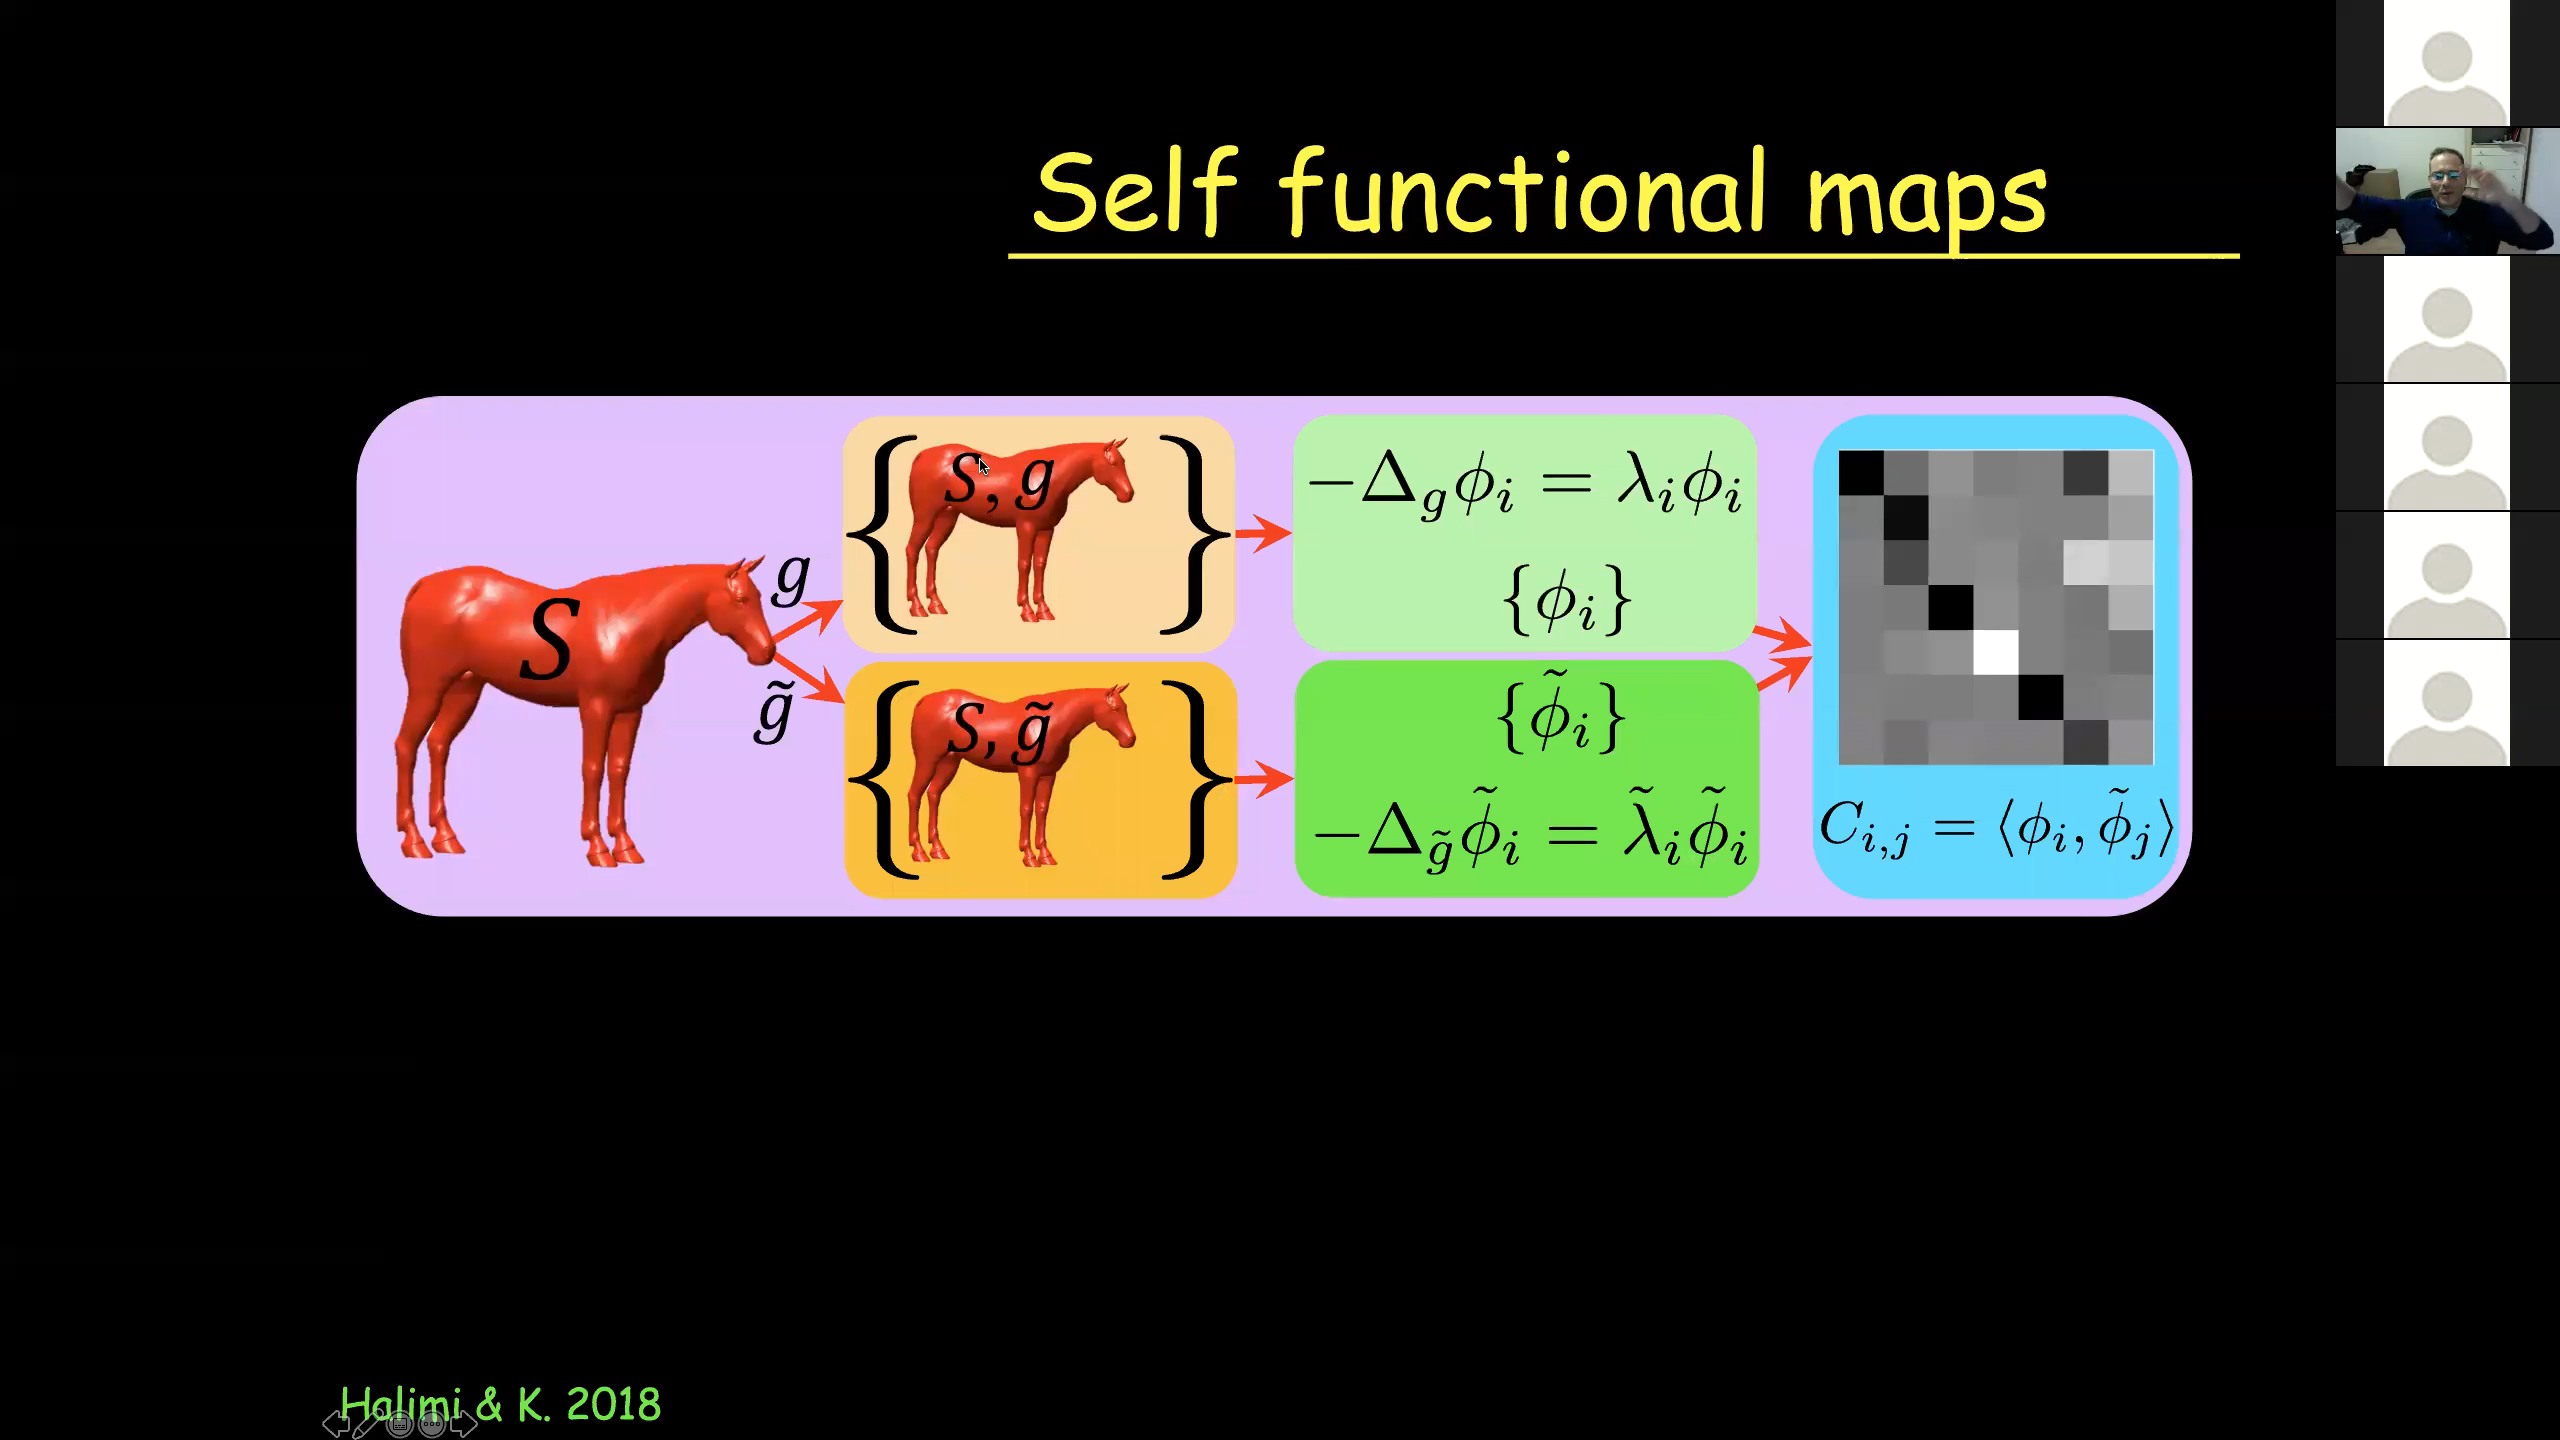 Self functional maps
S
g
g̃
{ S, g }
{ S, g̃ }
−Δ_g ϕ_i = λ_i ϕ_i
{ϕ_i}
{ϕ̃_i}
−Δ_g̃ ϕ̃_i = λ̃_i ϕ̃_i
C_{i,j} = ⟨ϕ_i, ϕ̃_j⟩
Halimi & K. 2018